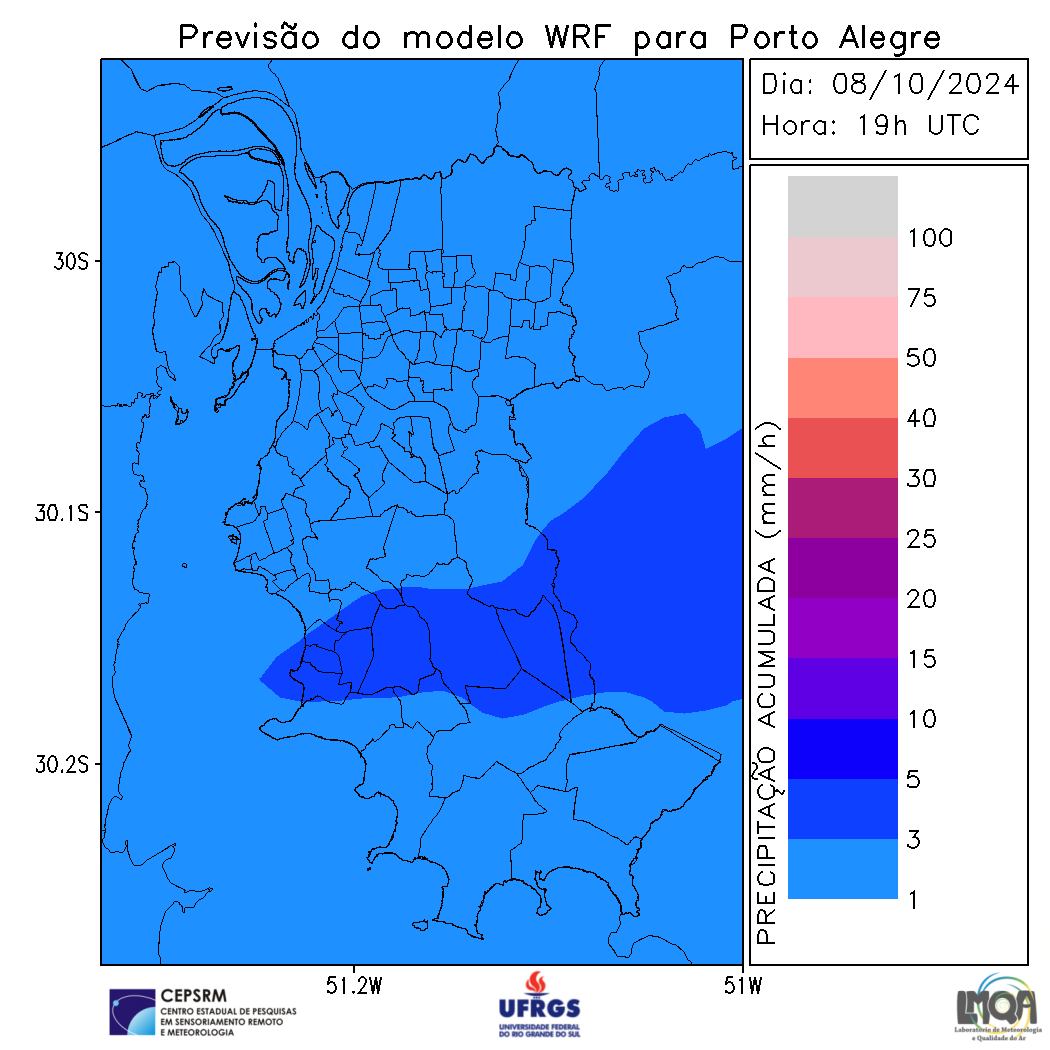 Previsão do modelo WRF para Porto Alegre
Dia: 08/10/2024
Hora: 19h UTC
30S
30.1S
30.2S
51.2W
51W
PRECIPITAÇÃO ACUMULADA (mm/h)
100
75
50
40
30
25
20
15
10
5
3
1
CEPSRM
CENTRO ESTADUAL DE PESQUISAS
EM SENSORIAMENTO REMOTO
E METEOROLOGIA
UFRGS
UNIVERSIDADE FEDERAL
DO RIO GRANDE DO SUL
LMQA
Laboratório de Meteorologia
e Qualidade do Ar